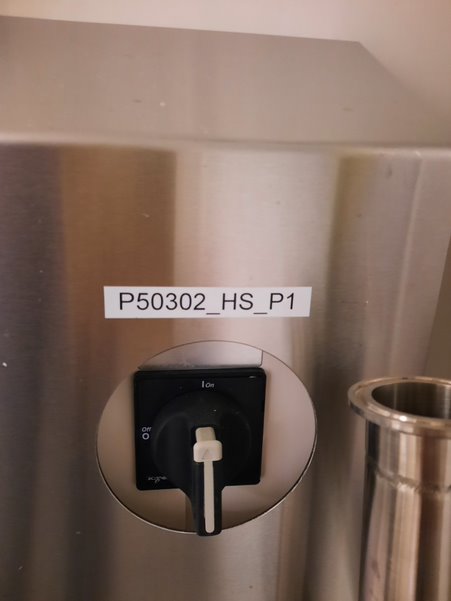 P50302_HS_P1
I On
Off
O